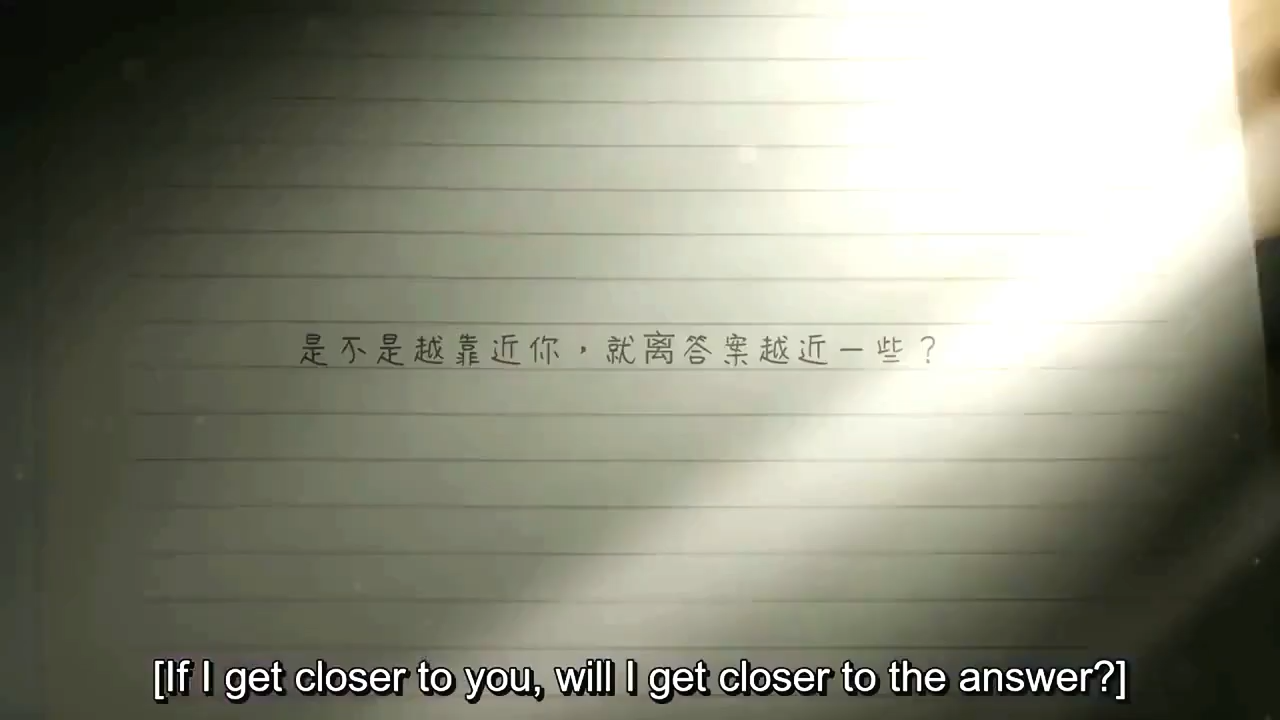 是不是越靠近你，就离答案越近一些？
[If I get closer to you, will I get closer to the answer?]